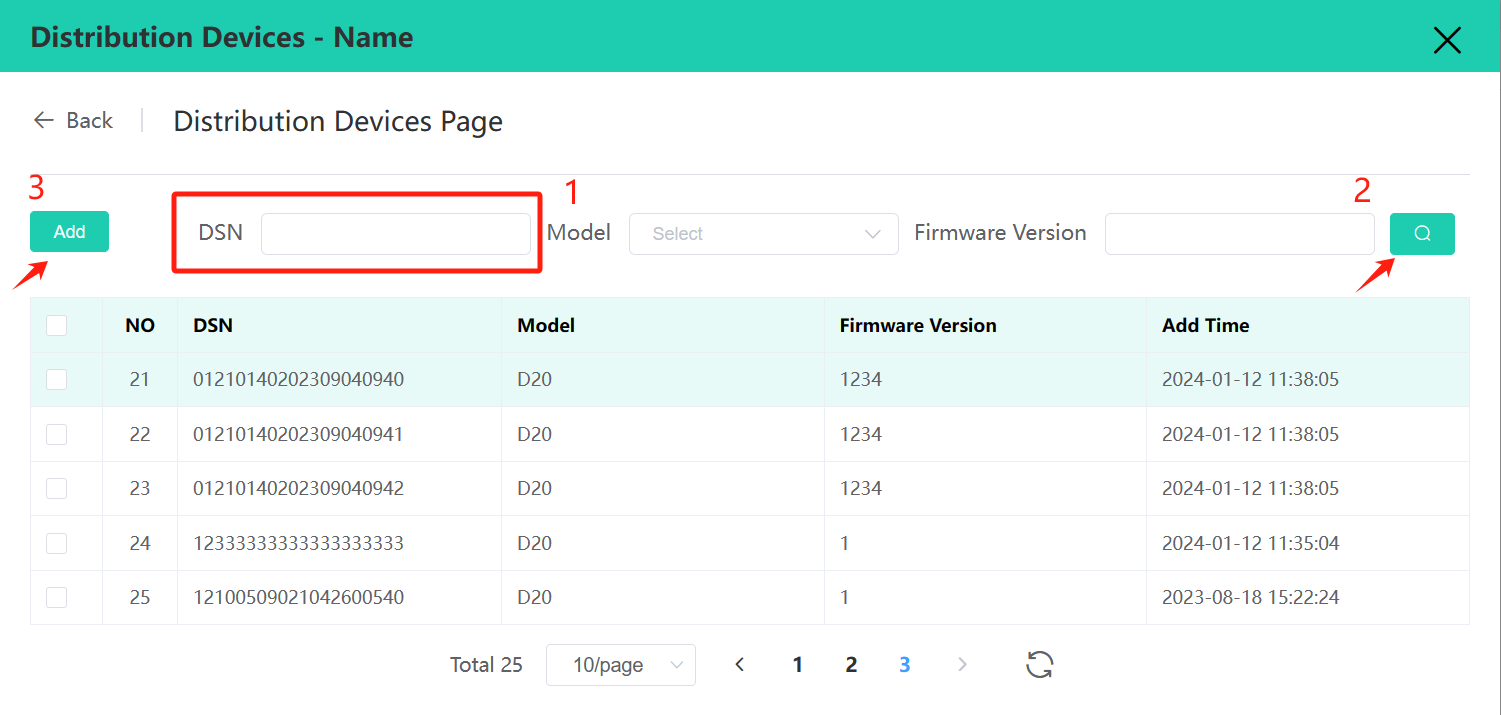 Distribution Devices - Name
Back Distribution Devices Page
3 1 2
Add DSN Model Select Firmware Version
NO DSN Model Firmware Version Add Time
21 01210140202309040940 D20 1234 2024-01-12 11:38:05
22 01210140202309040941 D20 1234 2024-01-12 11:38:05
23 01210140202309040942 D20 1234 2024-01-12 11:38:05
24 12333333333333333333 D20 1 2024-01-12 11:35:04
25 12100509021042600540 D20 1 2023-08-18 15:22:24
Total 25 10/page 1 2 3